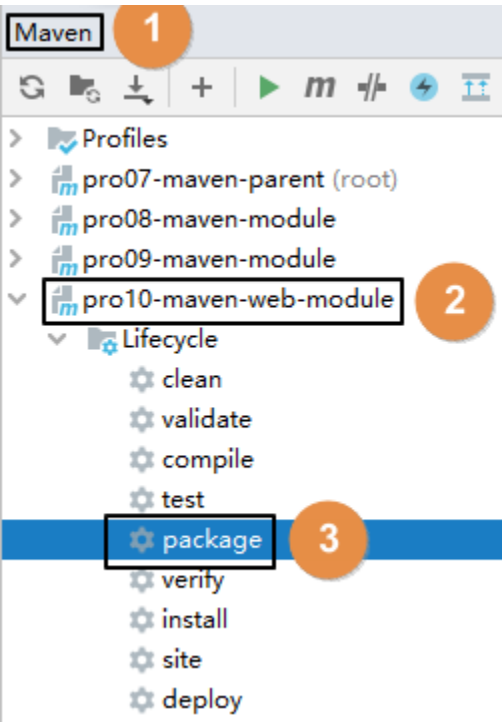 Maven 1
m
Profiles
pro07-maven-parent (root)
pro08-maven-module
pro09-maven-module
pro10-maven-web-module 2
Lifecycle
clean
validate
compile
test
package 3
verify
install
site
deploy